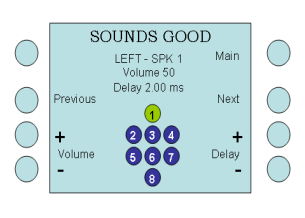 SOUNDS GOOD
LEFT - SPK 1
Main
Volume 50
Delay 2.00 ms
Previous
Next
1
+
2 3 4
+
Volume
5 6 7
Delay
-
8
-